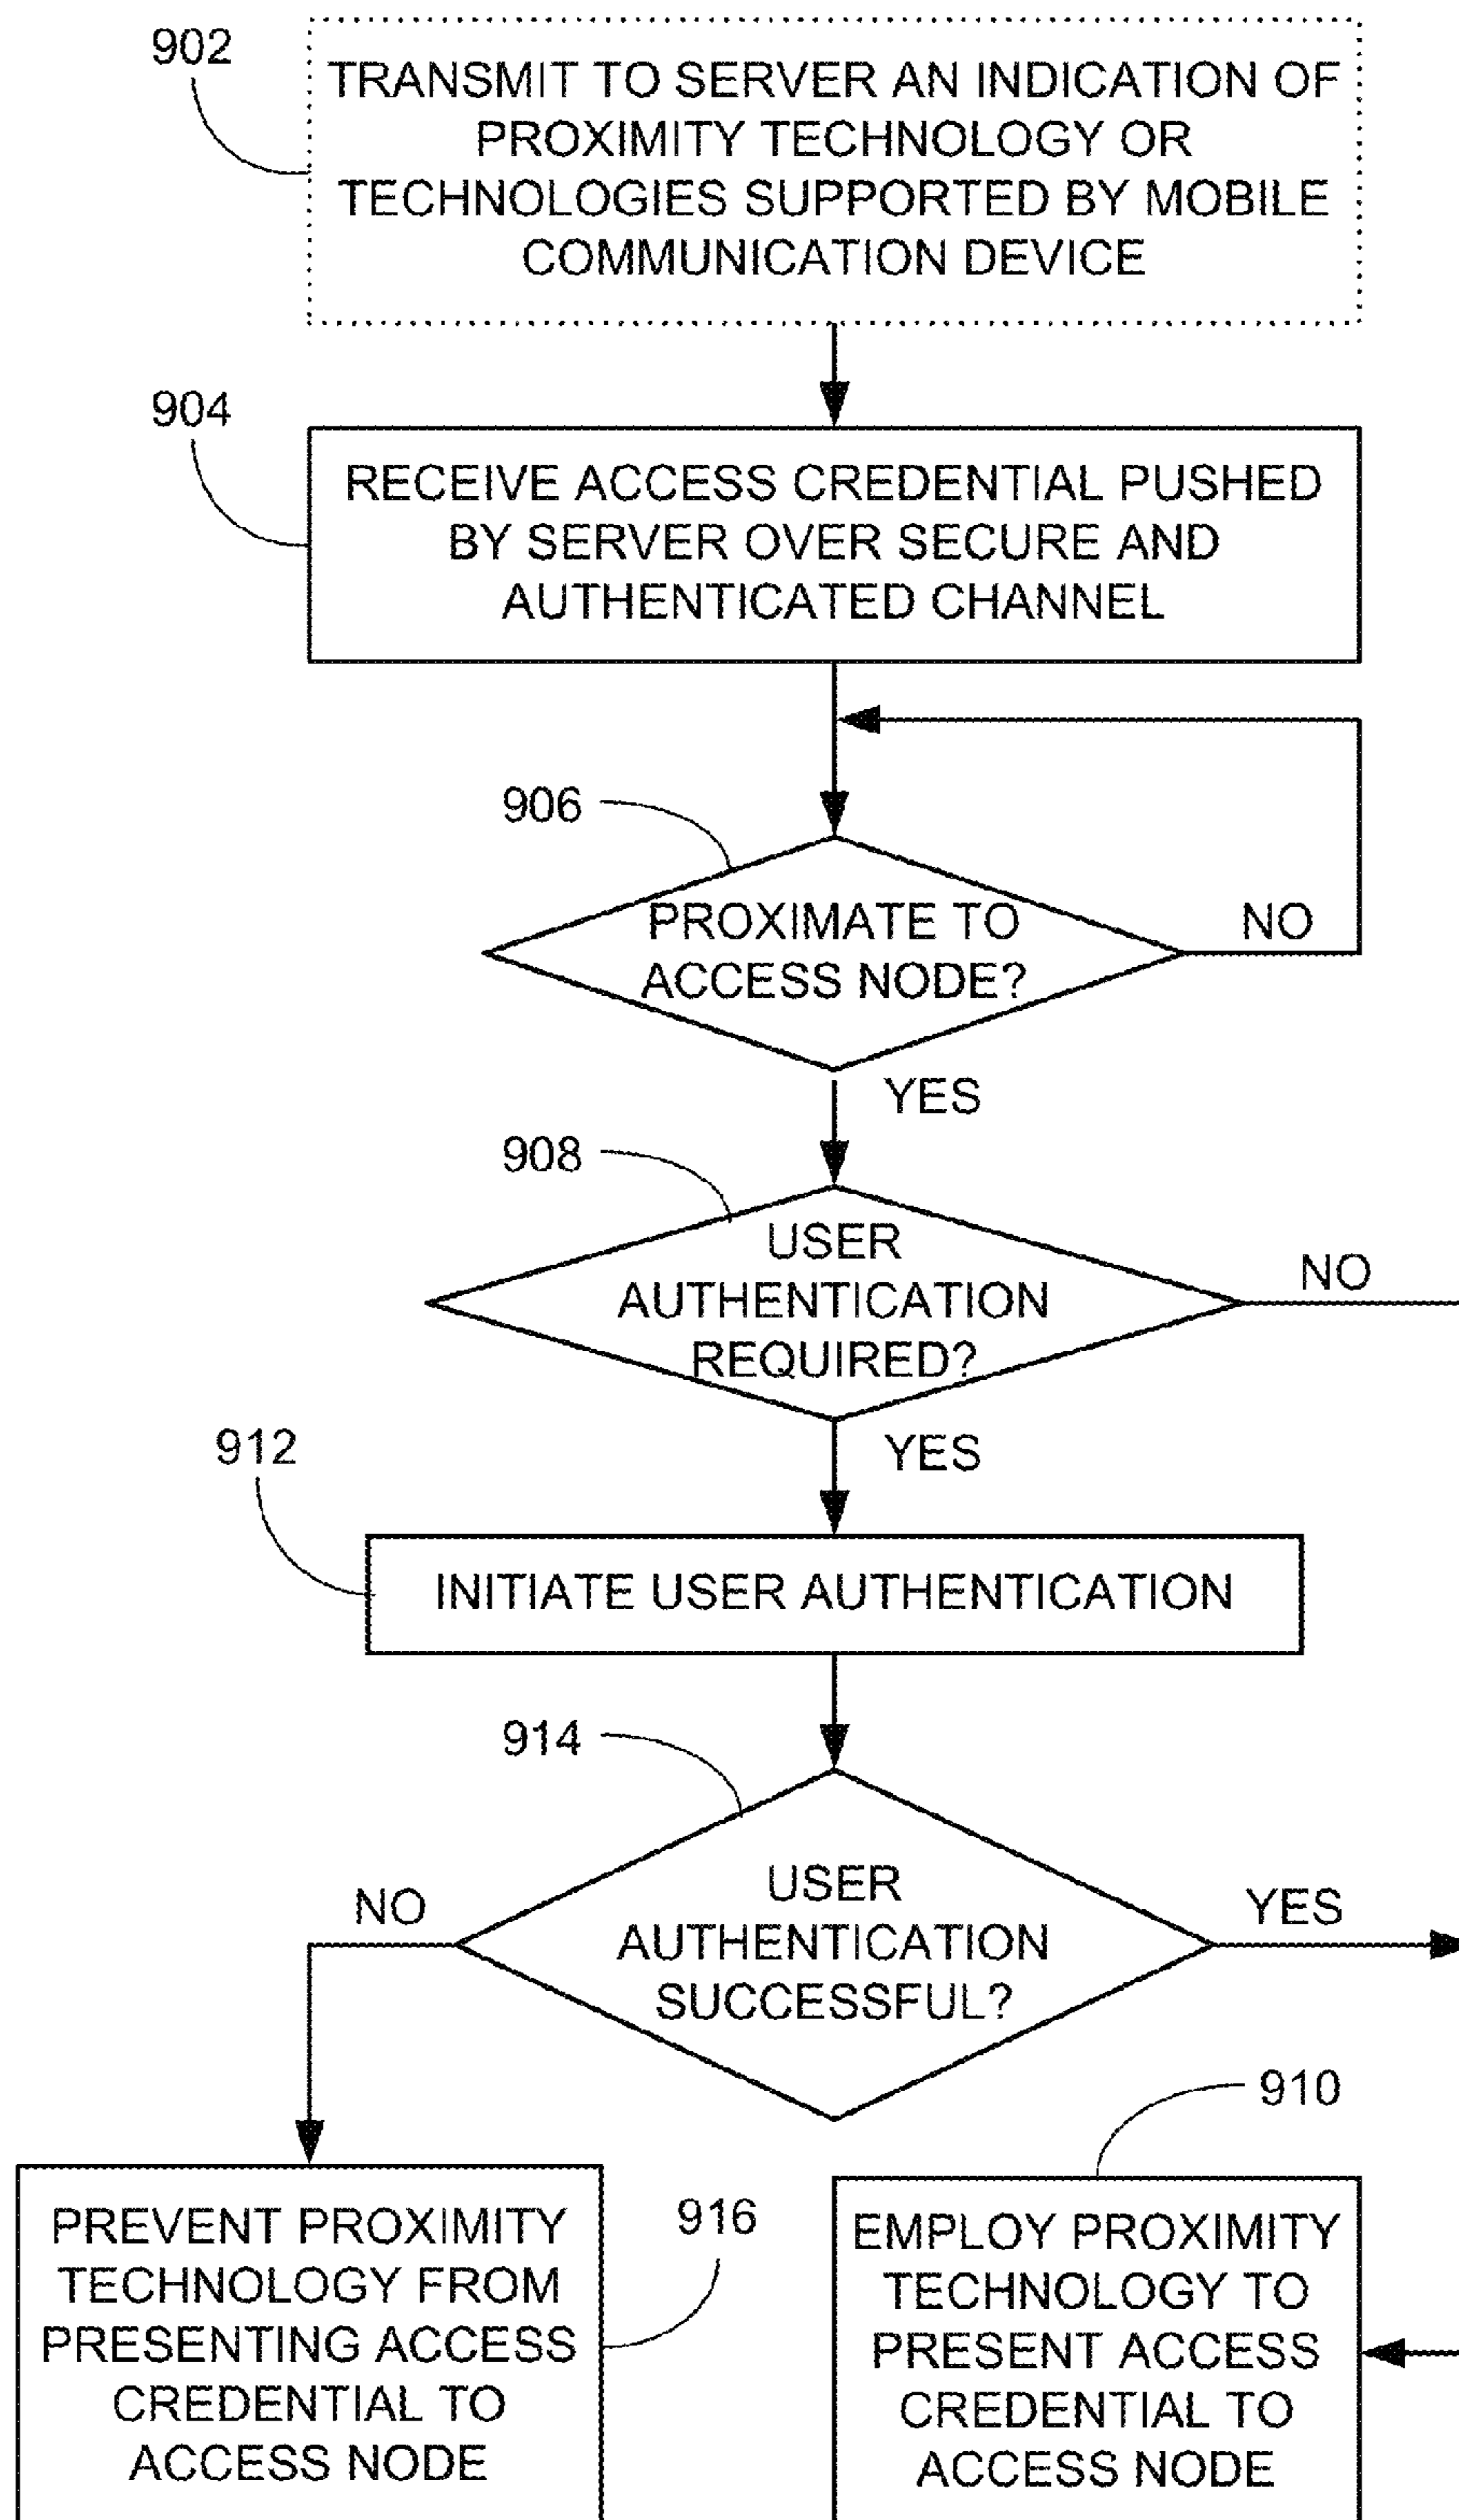 902
TRANSMIT TO SERVER AN INDICATION OF
PROXIMITY TECHNOLOGY OR
TECHNOLOGIES SUPPORTED BY MOBILE
COMMUNICATION DEVICE
904
RECEIVE ACCESS CREDENTIAL PUSHED
BY SERVER OVER SECURE AND
AUTHENTICATED CHANNEL
906
PROXIMATE TO
ACCESS NODE?
NO
YES
908
USER
AUTHENTICATION
REQUIRED?
NO
YES
912
INITIATE USER AUTHENTICATION
914
USER
AUTHENTICATION
SUCCESSFUL?
NO
YES
910
PREVENT PROXIMITY
TECHNOLOGY FROM
PRESENTING ACCESS
CREDENTIAL TO
ACCESS NODE
916
EMPLOY PROXIMITY
TECHNOLOGY TO
PRESENT ACCESS
CREDENTIAL TO
ACCESS NODE